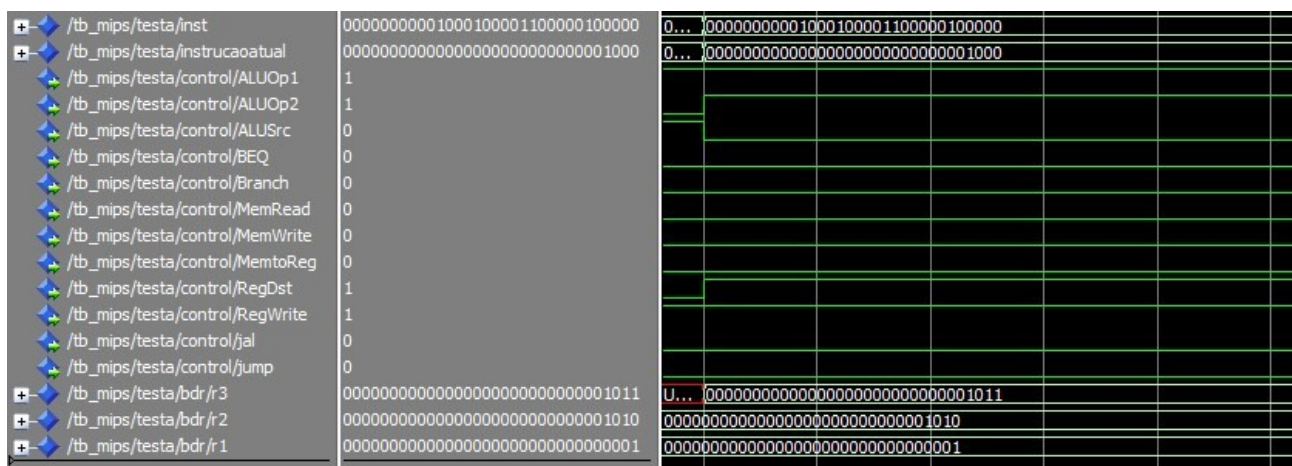 /tb_mips/testa/inst 00000000001000100001100000100000 0... 00000000001000100001100000100000
/tb_mips/testa/instrucaoatual 00000000000000000000000000001000 0... 00000000000000000000000000001000
/tb_mips/testa/control/ALUOp1 1
/tb_mips/testa/control/ALUOp2 1
/tb_mips/testa/control/ALUSrc 0
/tb_mips/testa/control/BEQ 0
/tb_mips/testa/control/Branch 0
/tb_mips/testa/control/MemRead 0
/tb_mips/testa/control/MemWrite 0
/tb_mips/testa/control/MemtoReg 0
/tb_mips/testa/control/RegDst 1
/tb_mips/testa/control/RegWrite 1
/tb_mips/testa/control/jal 0
/tb_mips/testa/control/jump 0
/tb_mips/testa/bdr/r3 00000000000000000000000000001011 U... 00000000000000000000000000001011
/tb_mips/testa/bdr/r2 00000000000000000000000000001010 00000000000000000000000000001010
/tb_mips/testa/bdr/r1 00000000000000000000000000000001 00000000000000000000000000000001